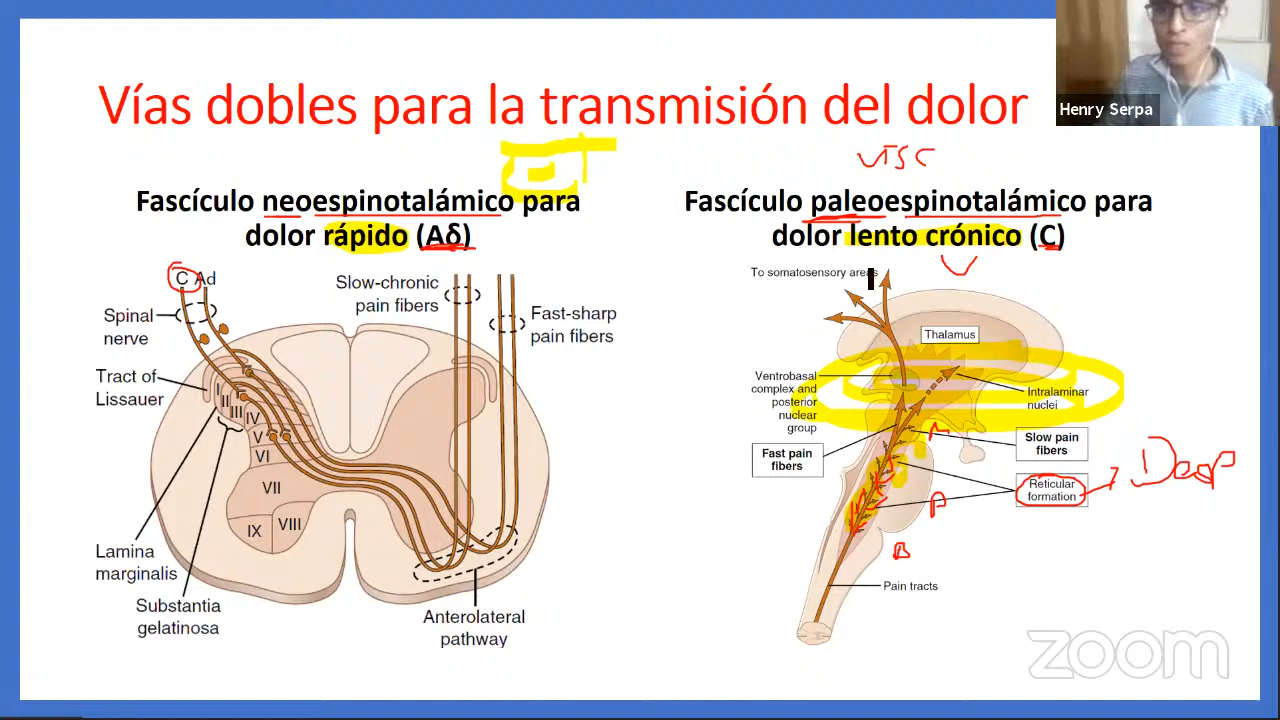 Henry Serpa
Vías dobles para la transmisión del dolor
VISC
Fascículo neoespinotalámico para
dolor rápido (Aδ)
Fascículo paleoespinotalámico para
dolor lento crónico (C)
C Ad
Spinal
nerve
Tract of
Lissauer
Slow-chronic
pain fibers
Fast-sharp
pain fibers
I
II
III
IV
V
VI
VII
VIII
IX
Lamina
marginalis
Substantia
gelatinosa
Anterolateral
pathway
To somatosensory areas
Thalamus
Ventrobasal
complex and
posterior
nuclear
group
Intralaminar
nuclei
Fast pain
fibers
Slow pain
fibers
Reticular
formation
M
P
B
Pain tracts
zoom